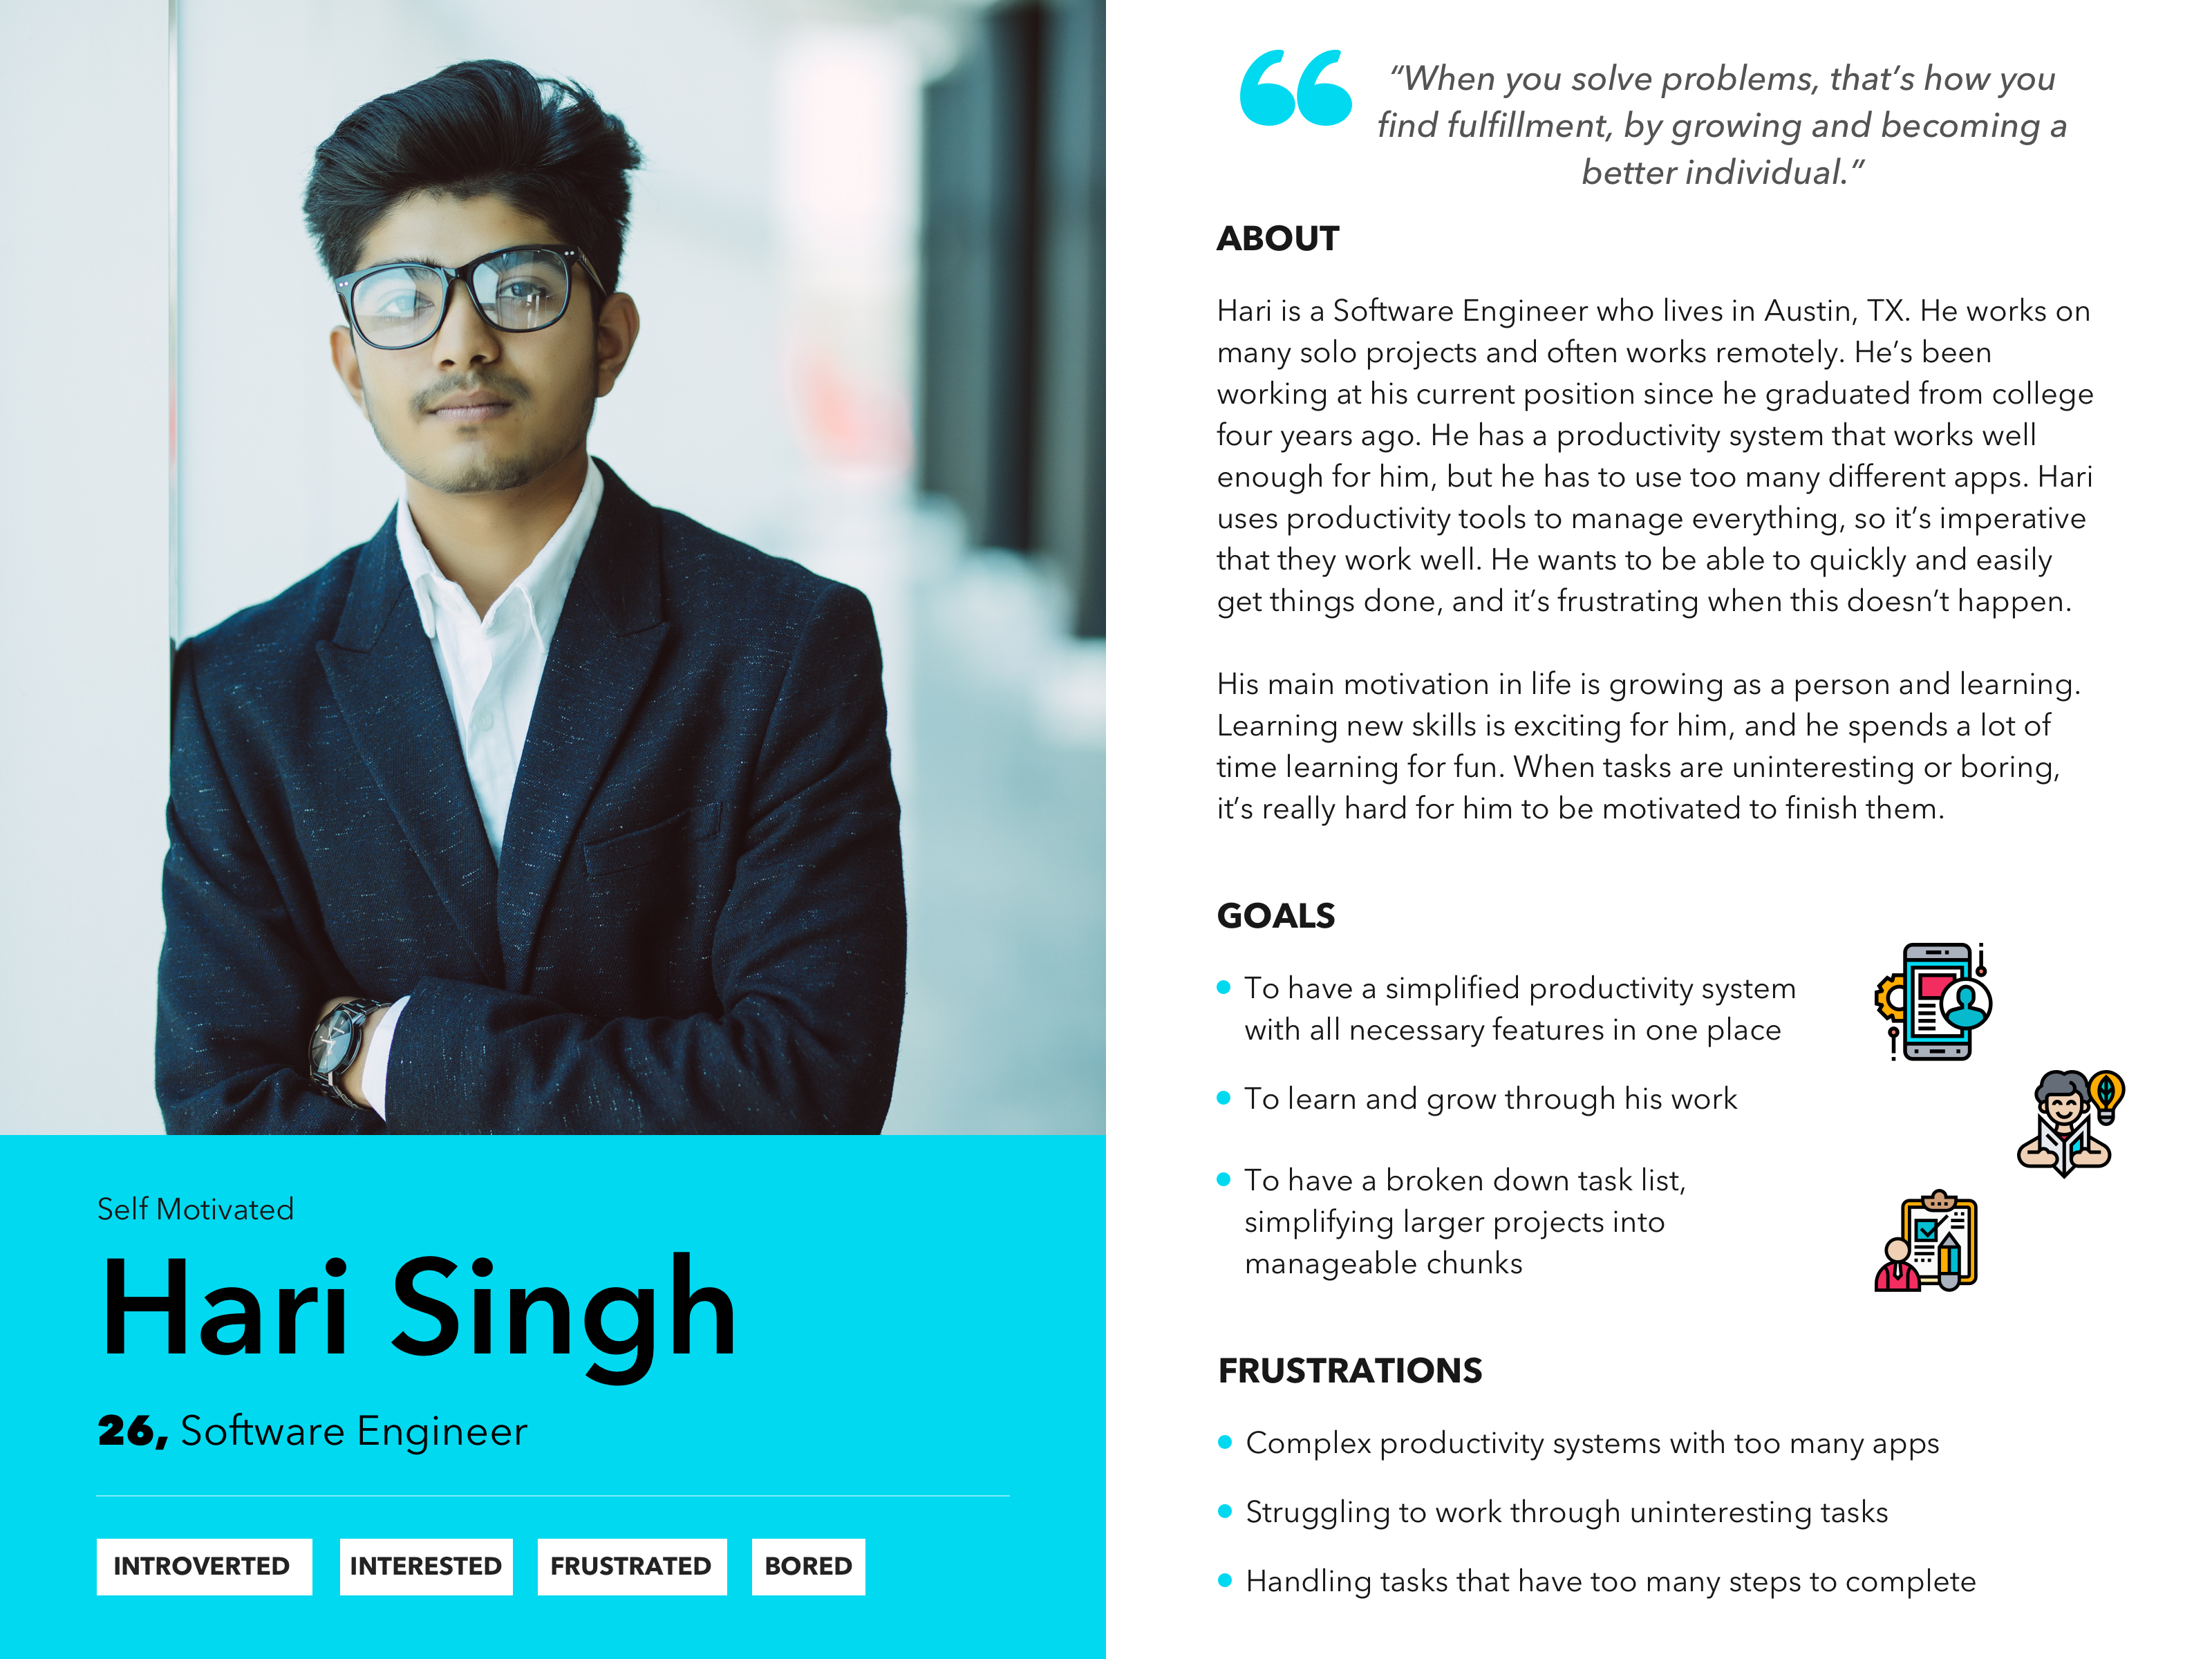 “When you solve problems, that’s how you
find fulfillment, by growing and becoming a
better individual.”
ABOUT
Hari is a Software Engineer who lives in Austin, TX. He works on
many solo projects and often works remotely. He’s been
working at his current position since he graduated from college
four years ago. He has a productivity system that works well
enough for him, but he has to use too many different apps. Hari
uses productivity tools to manage everything, so it’s imperative
that they work well. He wants to be able to quickly and easily
get things done, and it’s frustrating when this doesn’t happen.
His main motivation in life is growing as a person and learning.
Learning new skills is exciting for him, and he spends a lot of
time learning for fun. When tasks are uninteresting or boring,
it’s really hard for him to be motivated to finish them.
GOALS
To have a simplified productivity system
with all necessary features in one place
To learn and grow through his work
To have a broken down task list,
simplifying larger projects into
manageable chunks
FRUSTRATIONS
Complex productivity systems with too many apps
Struggling to work through uninteresting tasks
Handling tasks that have too many steps to complete
Self Motivated
Hari Singh
26, Software Engineer
INTROVERTED INTERESTED FRUSTRATED BORED